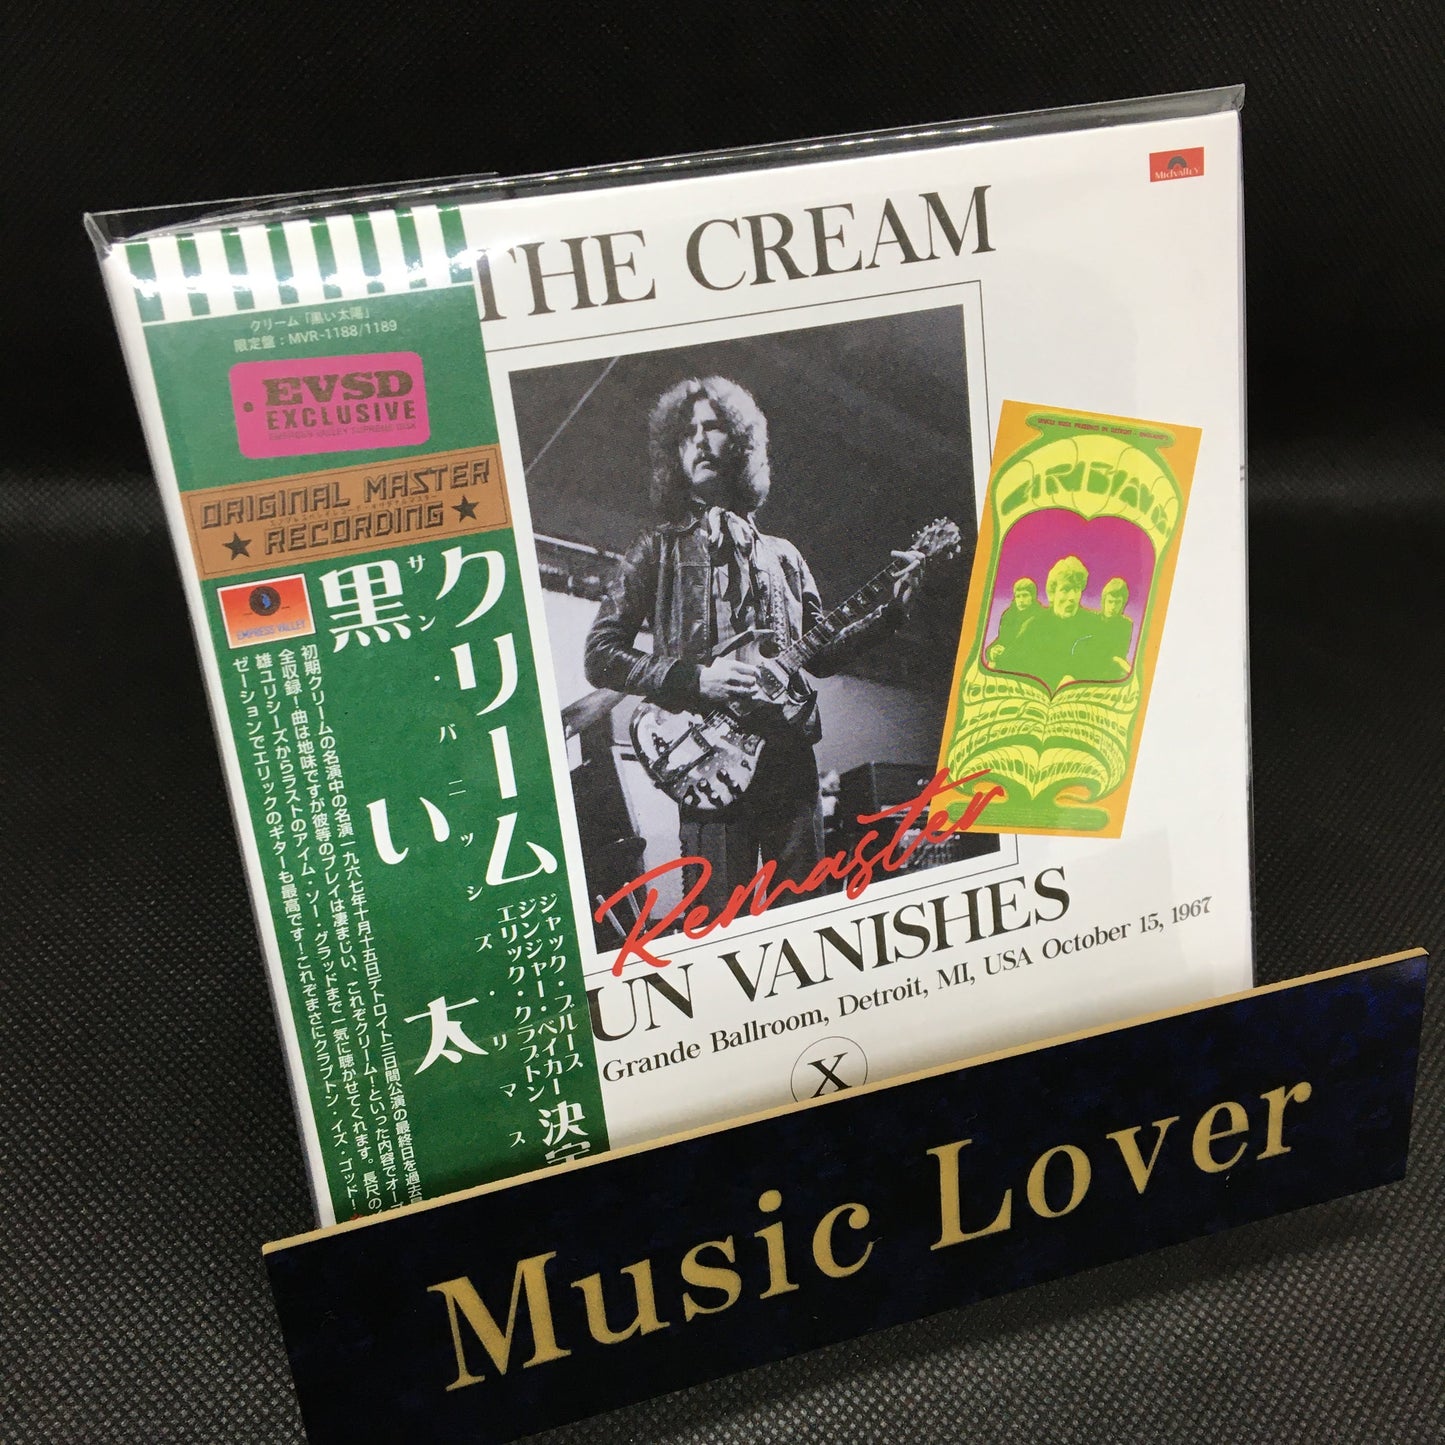 MIDVALLEY
THE CREAM
クリーム「黒い太陽」
限定盤：MVR-1188/1189
EVSD
EXCLUSIVE
EMPRESS VALLEY SUPREME DISK
ORIGINAL MASTER
RECORDING
EMPRESS VALLEY
クリーム
サン・バニッシズ・リマス
黒い太
ジャック・ブルース
ジンジャー・ベイカー
エリック・クラプトン
初期クリームの名演中の名演一九六七年十月十五日デトロイト三日間公演の最終日を過去
全収録！曲は地味ですが彼等のプレイは凄まじい、これぞクリーム！といった内容でオー
雄ユリシーズからラストのアイム・ソー・グラッドまで一気に聴かせてくれます。長尺の
ゼーションでエリックのギターも最高です！これぞまさにクラプトン・イズ・ゴッド！
CREAM
Remaster
UN VANISHES
Grande Ballroom, Detroit, MI, USA October 15, 1967
X
Music Lover